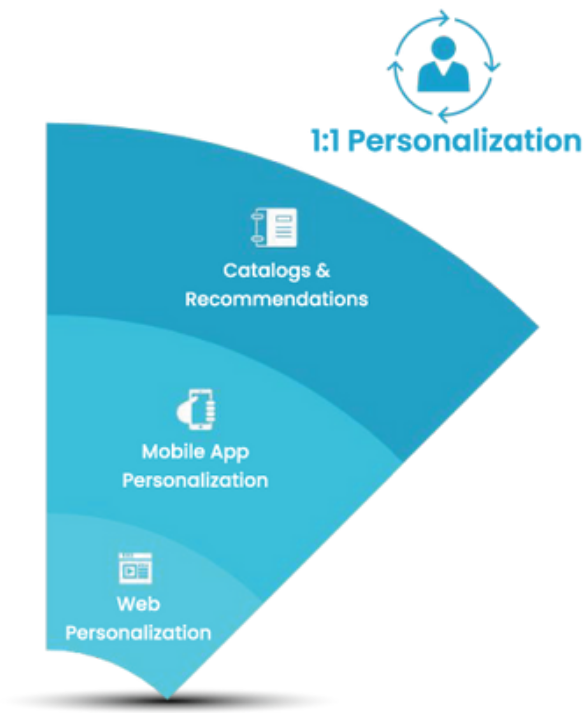 1:1 Personalization
Catalogs &
Recommendations
Mobile App
Personalization
Web
Personalization